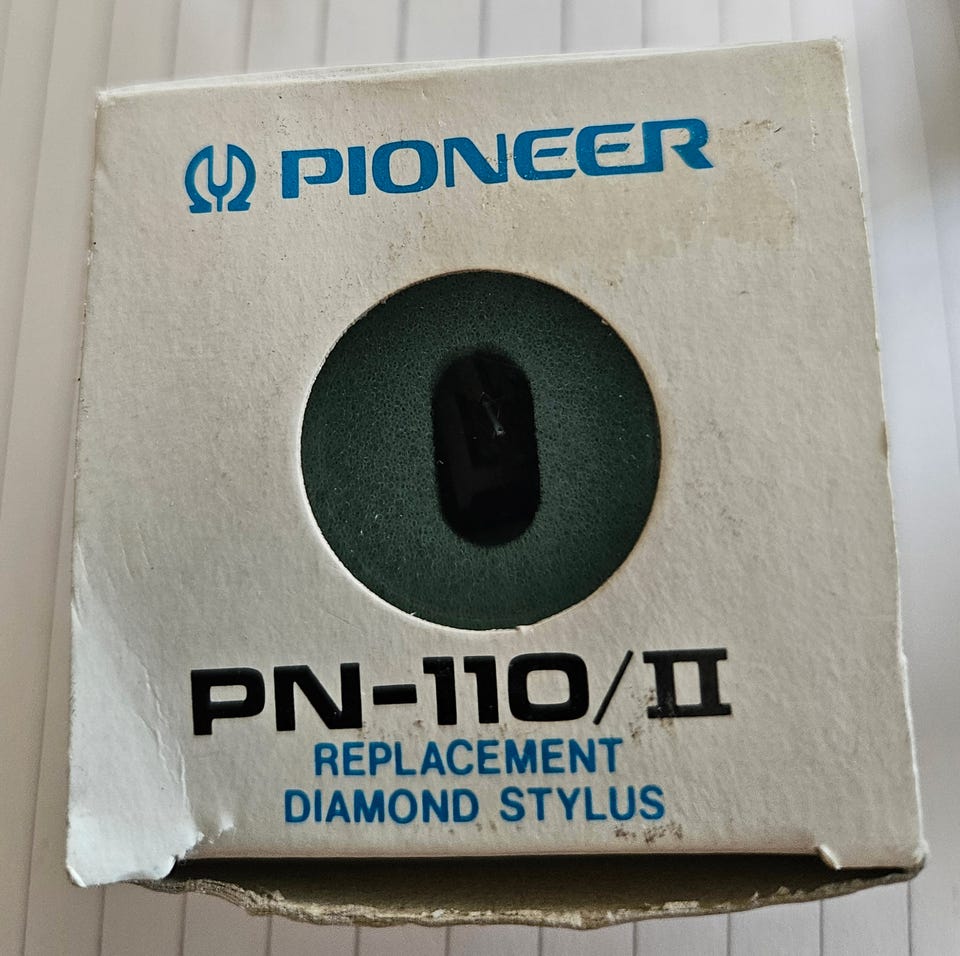 PIONEER
PN-110/II
REPLACEMENT
DIAMOND STYLUS